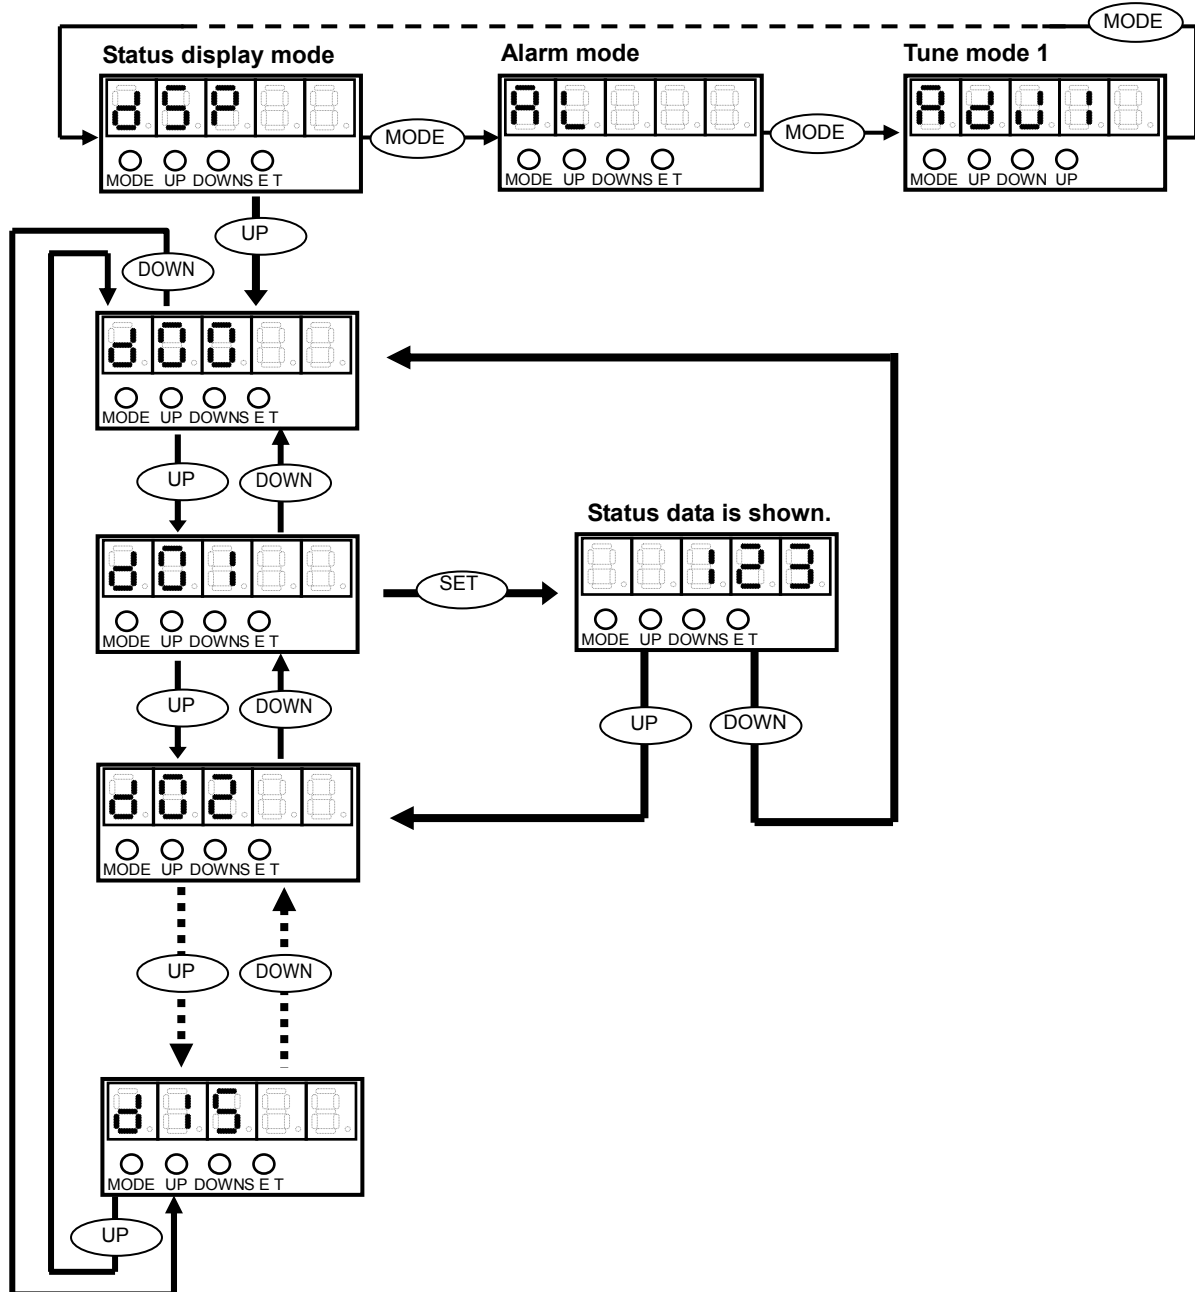 MODE
Status display mode Alarm mode Tune mode 1
dSP AL AdJ1
MODE MODE
MODE UP DOWNS E T MODE UP DOWNS E T MODE UP DOWN UP
UP
DOWN
d00
MODE UP DOWNS E T
UP DOWN
Status data is shown.
d01 123
SET
MODE UP DOWNS E T MODE UP DOWNS E T
UP DOWN UP DOWN
d02
MODE UP DOWNS E T
UP DOWN
d15
MODE UP DOWNS E T
UP